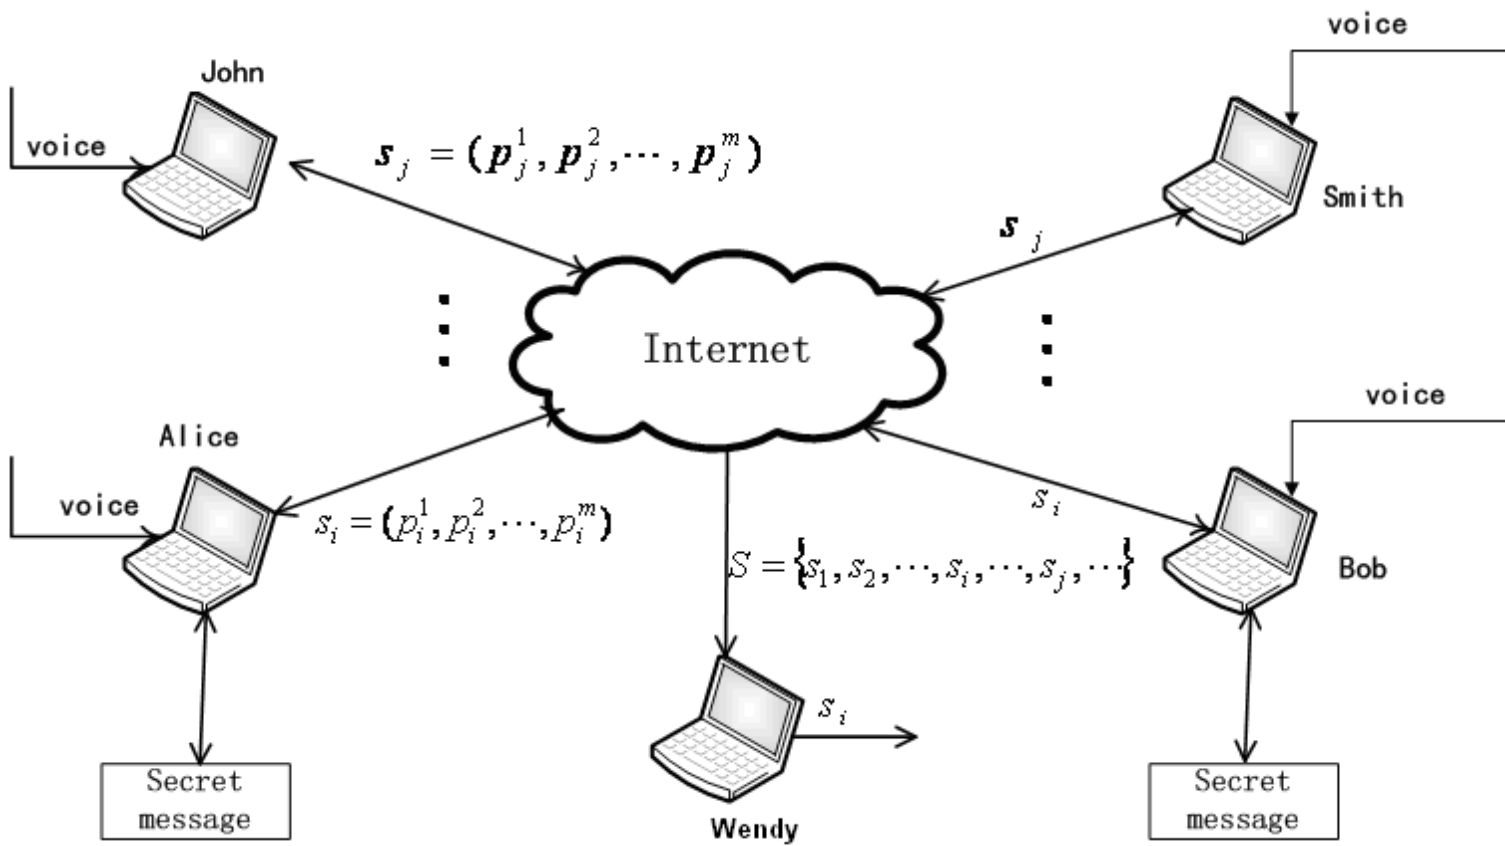 voice
John
voice
s_j = (p_j^1, p_j^2, ⋯, p_j^m)
Smith
s_j
Internet
voice
Alice
voice
s_i = (p_i^1, p_i^2, ⋯, p_i^m)
s_i
S = {s_1, s_2, ⋯, s_i, ⋯, s_j, ⋯}
Bob
s_i
Secret
message
Secret
message
Wendy